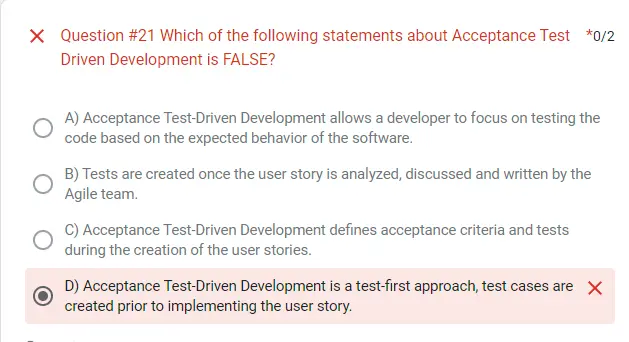 Question #21 Which of the following statements about Acceptance Test *0/2
Driven Development is FALSE?
A) Acceptance Test-Driven Development allows a developer to focus on testing the
code based on the expected behavior of the software.
B) Tests are created once the user story is analyzed, discussed and written by the
Agile team.
C) Acceptance Test-Driven Development defines acceptance criteria and tests
during the creation of the user stories.
D) Acceptance Test-Driven Development is a test-first approach, test cases are
created prior to implementing the user story.